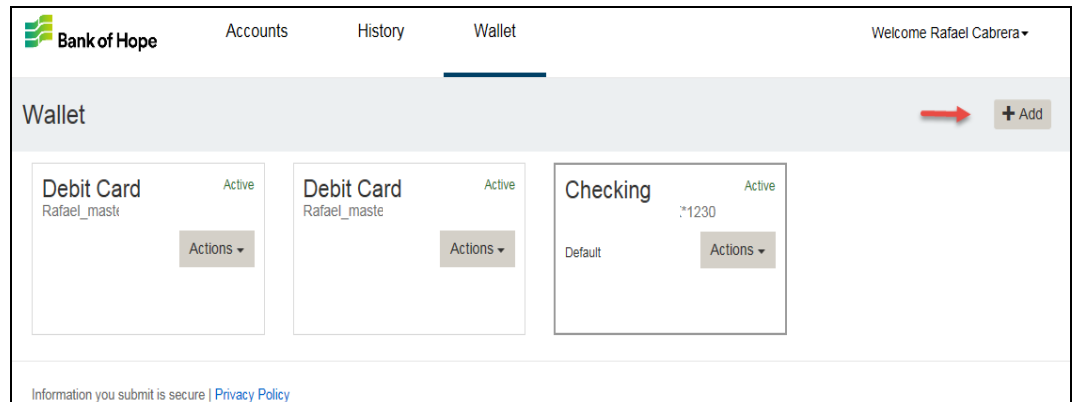 Bank of Hope
Accounts History Wallet
Welcome Rafael Cabrera
Wallet
+ Add
Debit Card Active
Rafael_maste
Actions
Debit Card Active
Rafael_maste
Actions
Checking Active
:*1230
Default Actions
Information you submit is secure | Privacy Policy